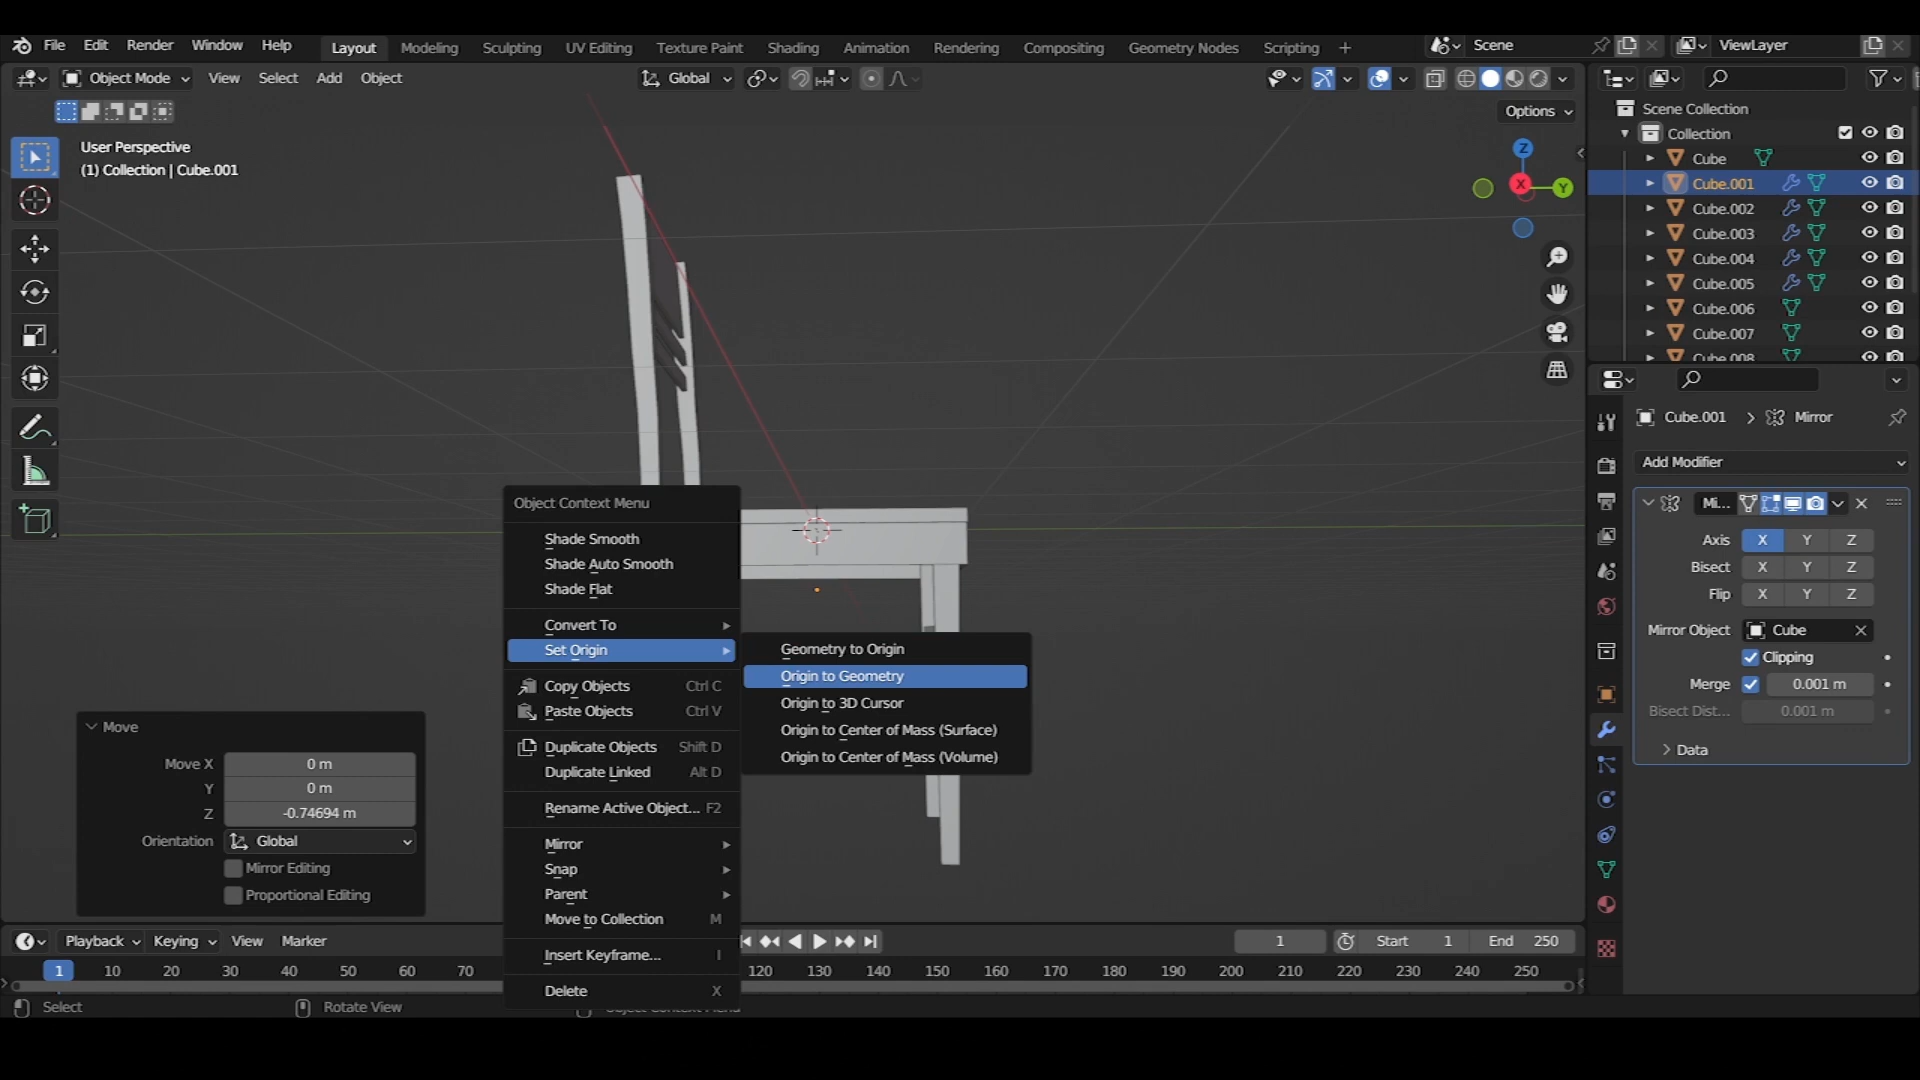 File Edit Render Window Help Layout Modeling Sculpting UV Editing Texture Paint Shading Animation Rendering Compositing Geometry Nodes Scripting + Scene ViewLayer
Object Mode View Select Add Object Global
Options
User Perspective
(1) Collection | Cube.001
Z
X
Y
Scene Collection
Collection
Cube
Cube.001
Cube.002
Cube.003
Cube.004
Cube.005
Cube.006
Cube.007
Cube.008
Cube.001 > Mirror
Add Modifier
Mi...
Axis X Y Z
Bisect X Y Z
Flip X Y Z
Mirror Object Cube
Clipping
Merge 0.001 m
Bisect Dist... 0.001 m
Data
Object Context Menu
Shade Smooth
Shade Auto Smooth
Shade Flat
Convert To
Set Origin
Copy Objects Ctrl C
Paste Objects Ctrl V
Duplicate Objects Shift D
Duplicate Linked Alt D
Rename Active Object... F2
Mirror
Snap
Parent
Move to Collection M
Insert Keyframe... I
Delete X
Geometry to Origin
Origin to Geometry
Origin to 3D Cursor
Origin to Center of Mass (Surface)
Origin to Center of Mass (Volume)
Move
Move X 0 m
Y 0 m
Z -0.74694 m
Orientation Global
Mirror Editing
Proportional Editing
Playback Keying View Marker 1 Start 1 End 250
1 10 20 30 40 50 60 70 120 130 140 150 160 170 180 190 200 210 220 230 240 250
Select Rotate View Object Context Menu